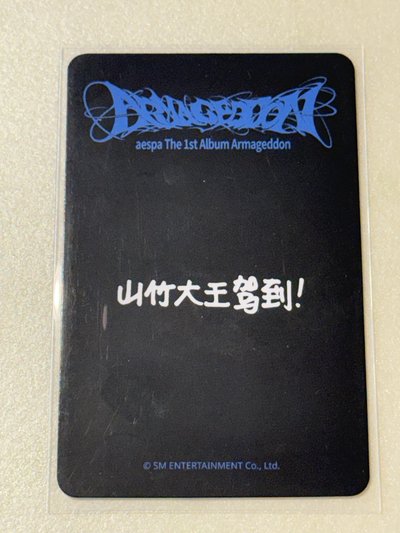 ARMAGEDDON
aespa The 1st Album Armageddon
山竹大王驾到!
© SM ENTERTAINMENT Co., Ltd.